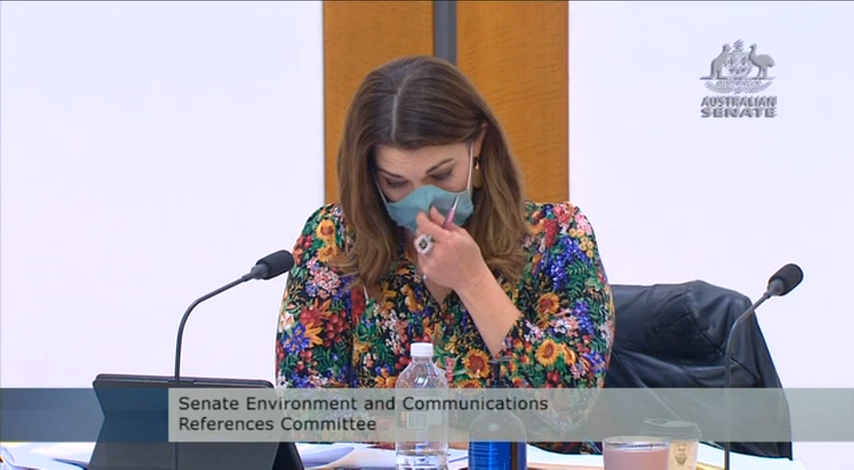 AUSTRALIAN
SENATE
Senate Environment and Communications
References Committee